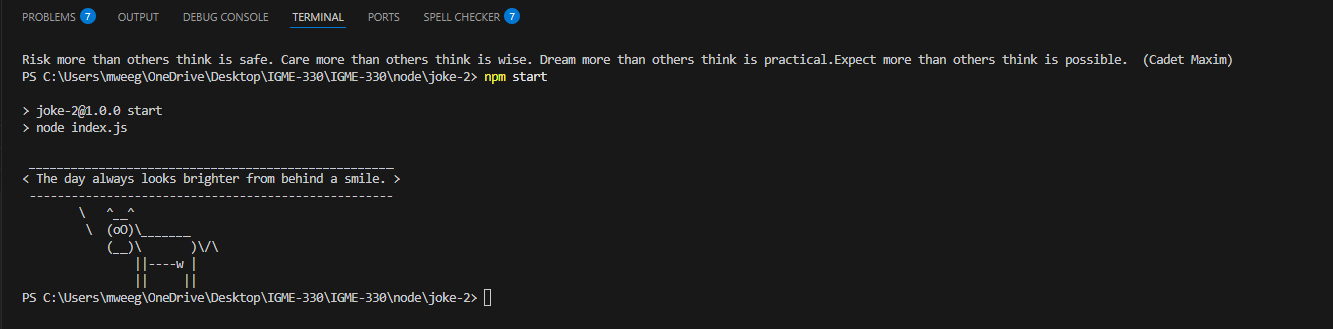 PROBLEMS 7 OUTPUT DEBUG CONSOLE TERMINAL PORTS SPELL CHECKER 7
Risk more than others think is safe. Care more than others think is wise. Dream more than others think is practical.Expect more than others think is possible.  (Cadet Maxim)
PS C:\Users\mweeg\OneDrive\Desktop\IGME-330\IGME-330\node\joke-2> npm start
> joke-2@1.0.0 start
> node index.js
 ____________________________________________________
< The day always looks brighter from behind a smile. >
 ----------------------------------------------------
        \   ^__^
         \  (oO)\_______
            (__)\       )\/\
                ||----w |
                ||     ||
PS C:\Users\mweeg\OneDrive\Desktop\IGME-330\IGME-330\node\joke-2>